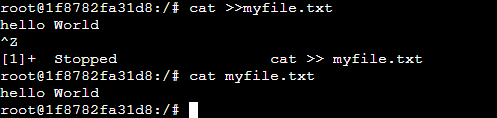 root@1f8782fa31d8:/# cat >>myfile.txt
hello World
^Z
[1]+  Stopped                 cat >> myfile.txt
root@1f8782fa31d8:/# cat myfile.txt
hello World
root@1f8782fa31d8:/#